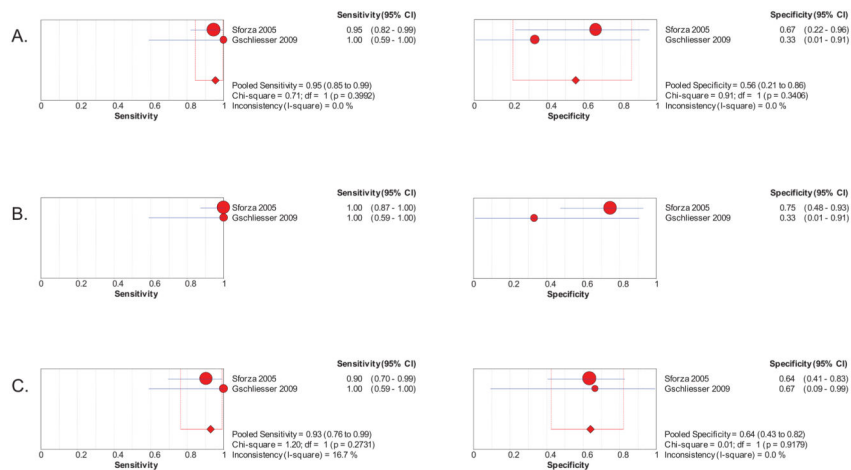 A.
Sensitivity (95% CI)
Sforza 2005 0.95 (0.82 - 0.99)
Gschliesser 2009 1.00 (0.59 - 1.00)
Pooled Sensitivity = 0.95 (0.85 to 0.99)
Chi-square = 0.71; df = 1 (p = 0.3992)
Inconsistency (I-square) = 0.0 %
0 0.2 0.4 0.6 0.8 1
Sensitivity
Specificity (95% CI)
Sforza 2005 0.67 (0.22 - 0.96)
Gschliesser 2009 0.33 (0.01 - 0.91)
Pooled Specificity = 0.56 (0.21 to 0.86)
Chi-square = 0.91; df = 1 (p = 0.3406)
Inconsistency (I-square) = 0.0 %
0 0.2 0.4 0.6 0.8 1
Specificity
B.
Sensitivity (95% CI)
Sforza 2005 1.00 (0.87 - 1.00)
Gschliesser 2009 1.00 (0.59 - 1.00)
0 0.2 0.4 0.6 0.8 1
Sensitivity
Specificity (95% CI)
Sforza 2005 0.75 (0.48 - 0.93)
Gschliesser 2009 0.33 (0.01 - 0.91)
0 0.2 0.4 0.6 0.8 1
Specificity
C.
Sensitivity (95% CI)
Sforza 2005 0.90 (0.70 - 0.99)
Gschliesser 2009 1.00 (0.59 - 1.00)
Pooled Sensitivity = 0.93 (0.76 to 0.99)
Chi-square = 1.20; df = 1 (p = 0.2731)
Inconsistency (I-square) = 16.7 %
0 0.2 0.4 0.6 0.8 1
Sensitivity
Specificity (95% CI)
Sforza 2005 0.64 (0.41 - 0.83)
Gschliesser 2009 0.67 (0.09 - 0.99)
Pooled Specificity = 0.64 (0.43 to 0.82)
Chi-square = 0.01; df = 1 (p = 0.9179)
Inconsistency (I-square) = 0.0 %
0 0.2 0.4 0.6 0.8 1
Specificity